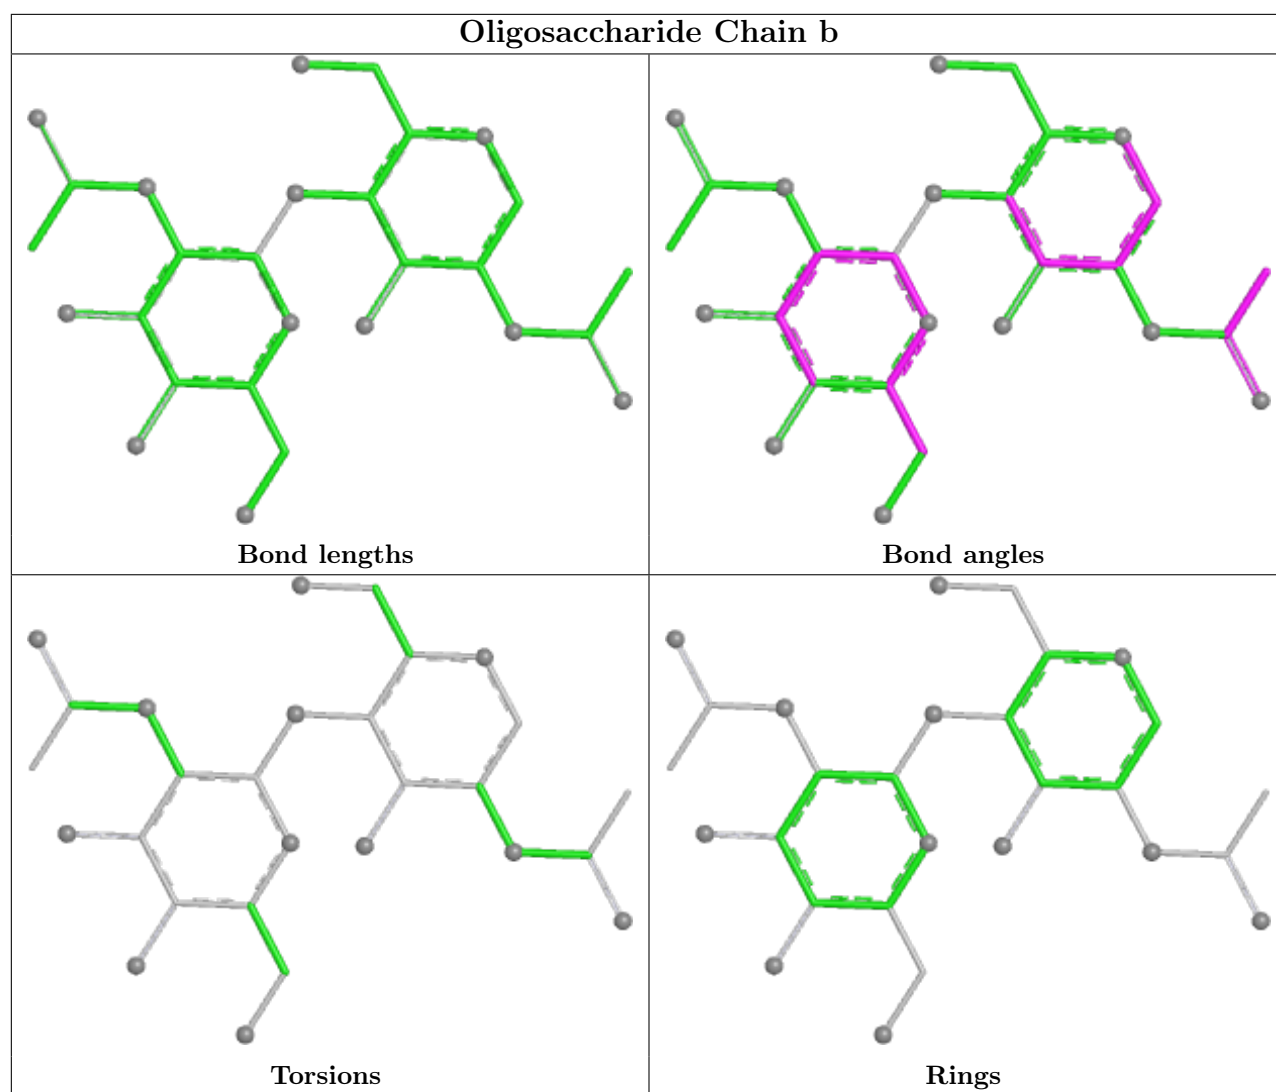 Oligosaccharide Chain b
Bond lengths
Bond angles
Torsions
Rings